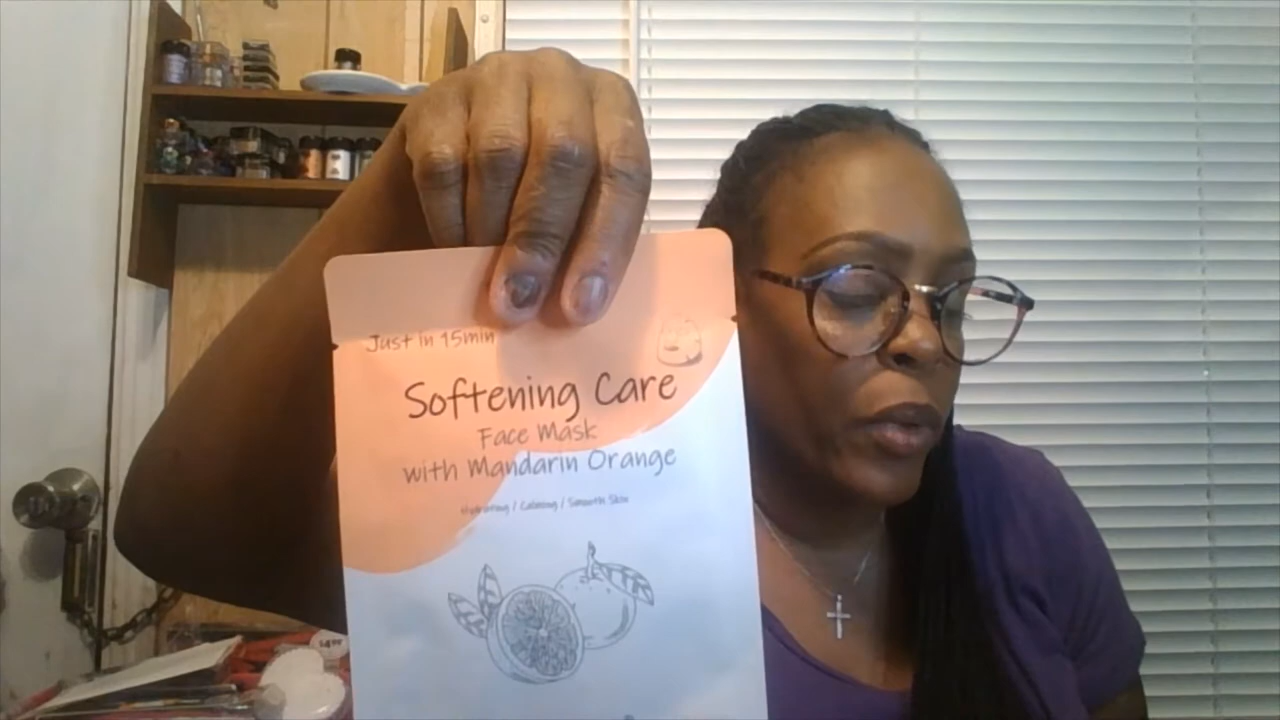 Just in 15min
Softening Care
Face Mask
with Mandarin Orange
Hydrating / Calming / Smooth Skin